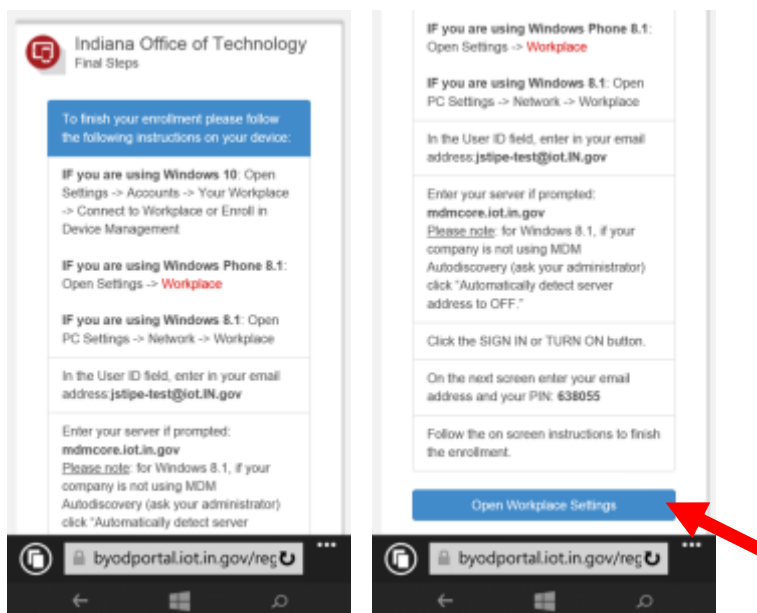 Indiana Office of Technology
Final Steps
To finish your enrollment please follow
the following instructions on your device:
IF you are using Windows 10: Open
Settings -> Accounts -> Your Workplace
-> Connect to Workplace or Enroll in
Device Management
IF you are using Windows Phone 8.1:
Open Settings -> Workplace
IF you are using Windows 8.1: Open
PC Settings -> Network -> Workplace
In the User ID field, enter in your email
address:jstipe-test@iot.IN.gov
Enter your server if prompted:
mdmcore.iot.in.gov
Please note: for Windows 8.1, if your
company is not using MDM
Autodiscovery (ask your administrator)
click "Automatically detect server
byodportal.iot.in.gov/reg
IF you are using Windows Phone 8.1:
Open Settings -> Workplace
IF you are using Windows 8.1: Open
PC Settings -> Network -> Workplace
In the User ID field, enter in your email
address:jstipe-test@iot.IN.gov
Enter your server if prompted:
mdmcore.iot.in.gov
Please note: for Windows 8.1, if your
company is not using MDM
Autodiscovery (ask your administrator)
click "Automatically detect server
address to OFF."
Click the SIGN IN or TURN ON button.
On the next screen enter your email
address and your PIN: 638055
Follow the on screen instructions to finish
the enrollment.
Open Workplace Settings
byodportal.iot.in.gov/reg